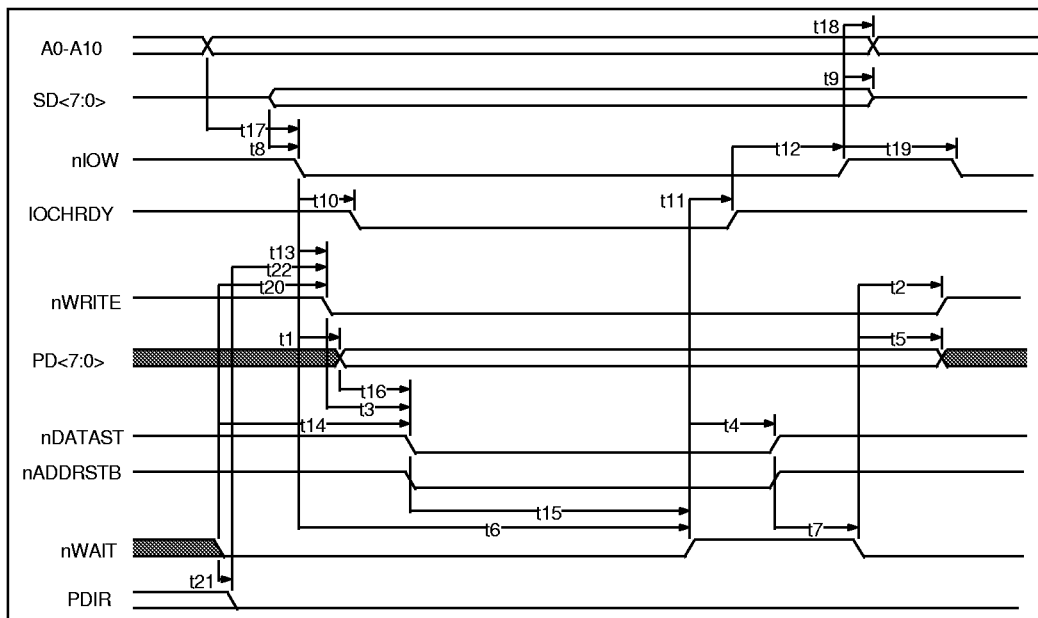 t18
A0-A10
t9
SD<7:0>
t17
t8
t12
t19
nIOW
t10
t11
IOCHRDY
t13
t22
t20
t2
nWRITE
t1
t5
PD<7:0>
t16
t3
t14
t4
nDATAST
nADDRSTB
t15
t6
t7
nWAIT
t21
PDIR